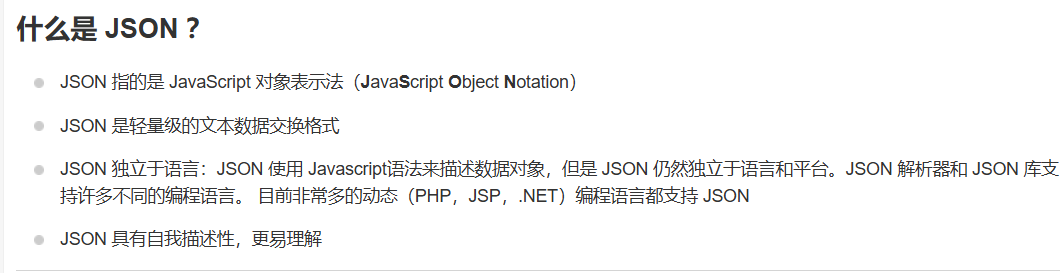 什么是 JSON ？
JSON 指的是 JavaScript 对象表示法（JavaScript Object Notation）
JSON 是轻量级的文本数据交换格式
JSON 独立于语言：JSON 使用 Javascript语法来描述数据对象，但是 JSON 仍然独立于语言和平台。JSON 解析器和 JSON 库支
持许多不同的编程语言。 目前非常多的动态（PHP，JSP，.NET）编程语言都支持 JSON
JSON 具有自我描述性，更易理解